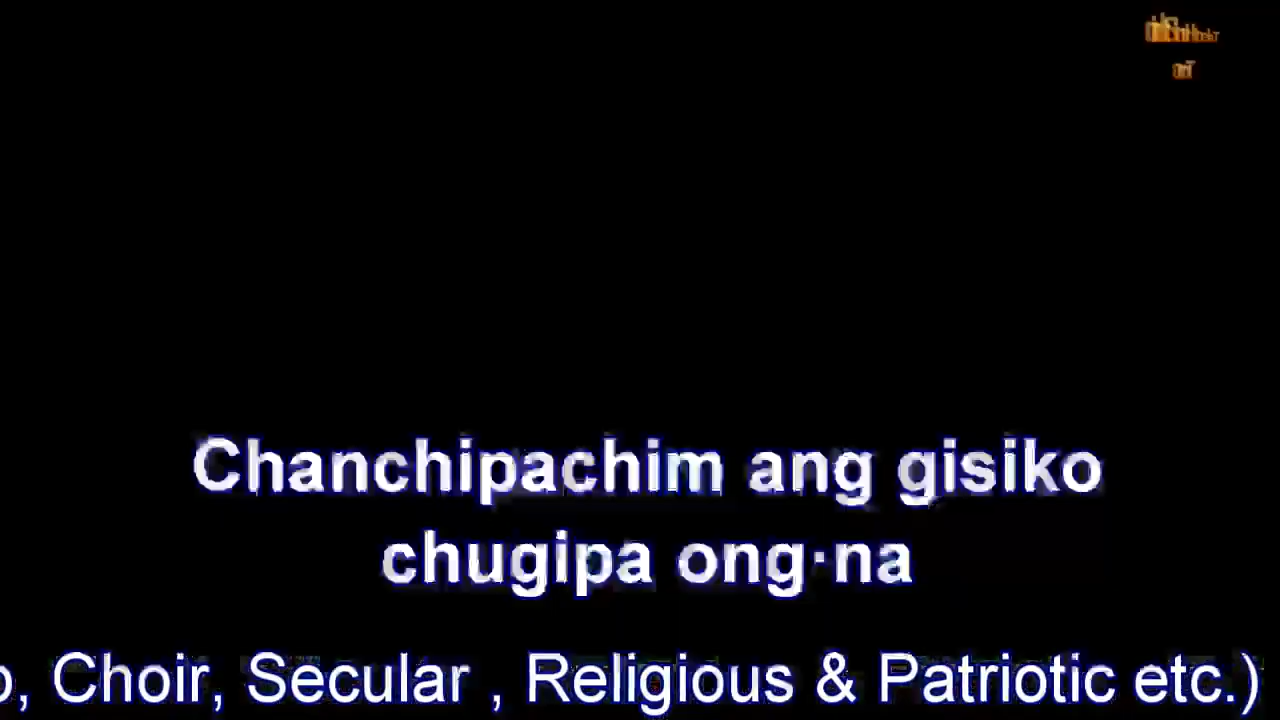 Chanchipachim ang gisiko
chugipa ong·na
, Choir, Secular , Religious & Patriotic etc.)